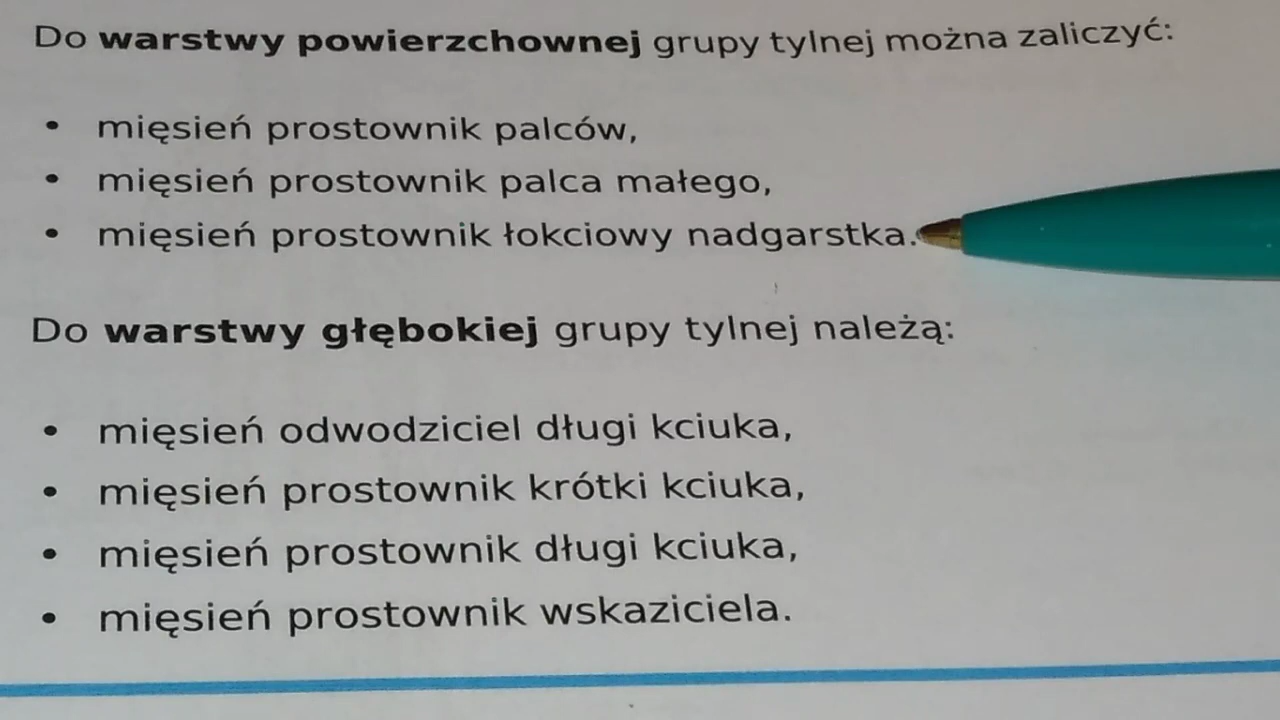 Do warstwy powierzchownej grupy tylnej można zaliczyć:
• mięsień prostownik palców,
• mięsień prostownik palca małego,
• mięsień prostownik łokciowy nadgarstka.
Do warstwy głębokiej grupy tylnej należą:
• mięsień odwodziciel długi kciuka,
• mięsień prostownik krótki kciuka,
• mięsień prostownik długi kciuka,
• mięsień prostownik wskaziciela.